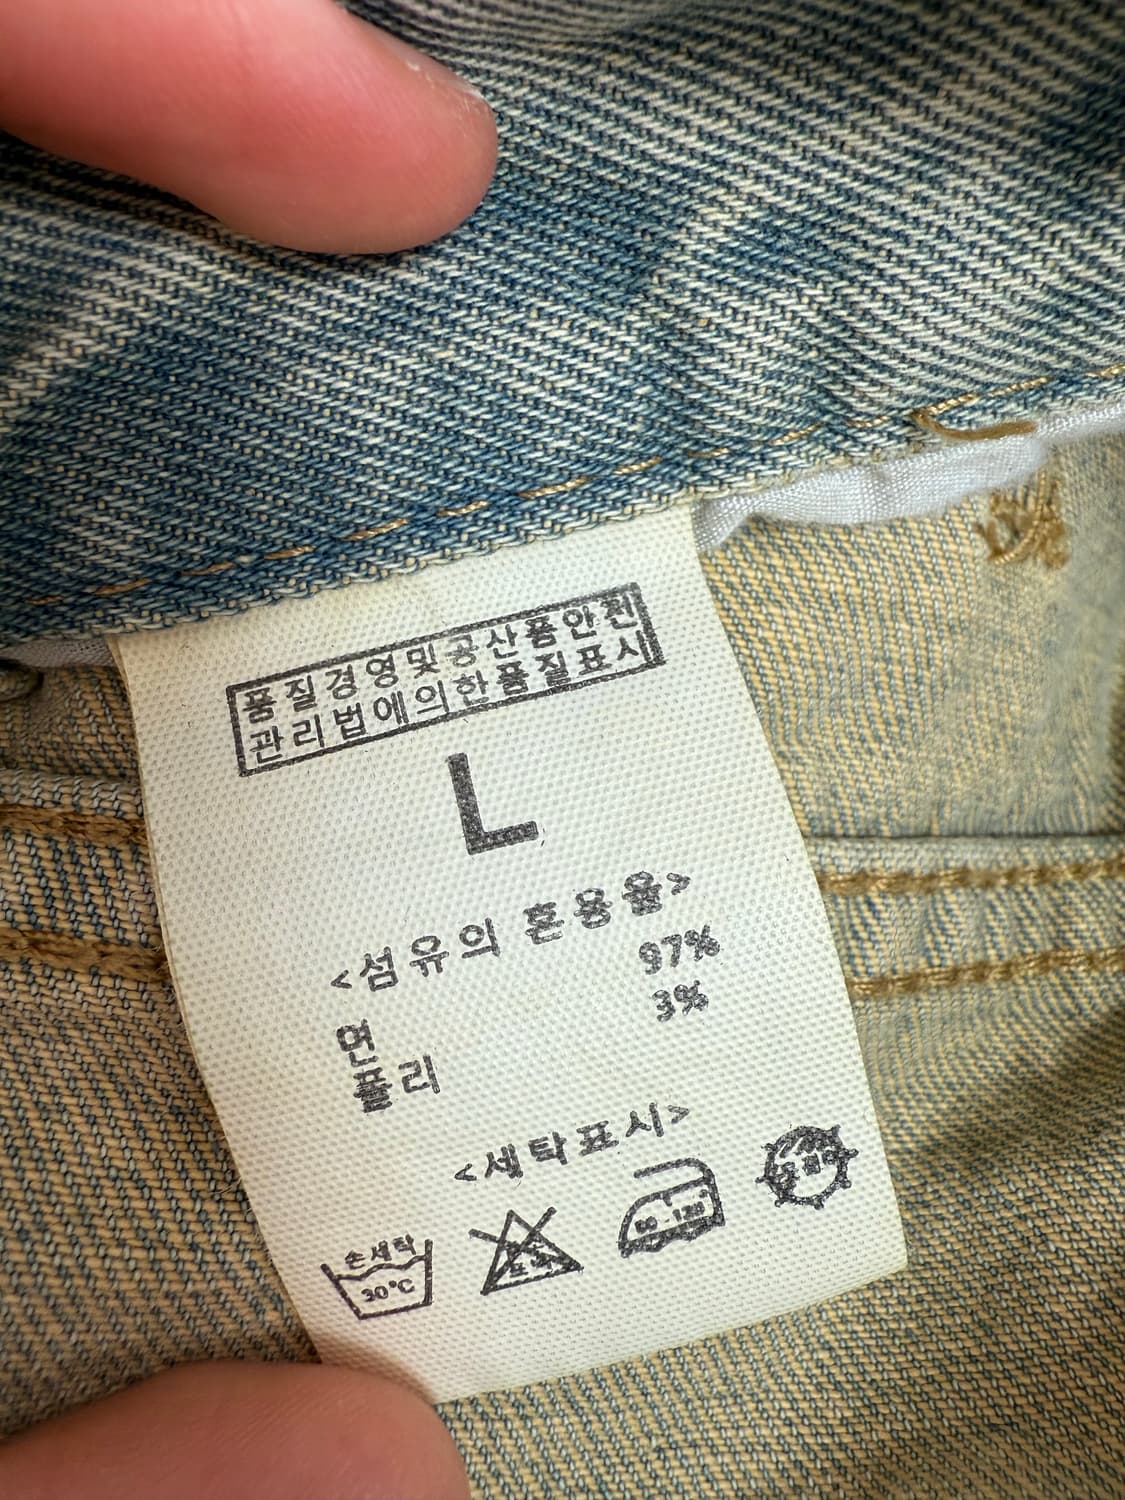 품질경영및공산품안전
관리법에의한품질표시
L
<섬유의 혼용율>
97%
3%
면
폴리
<세탁표시>
손세탁
30°C
80-120